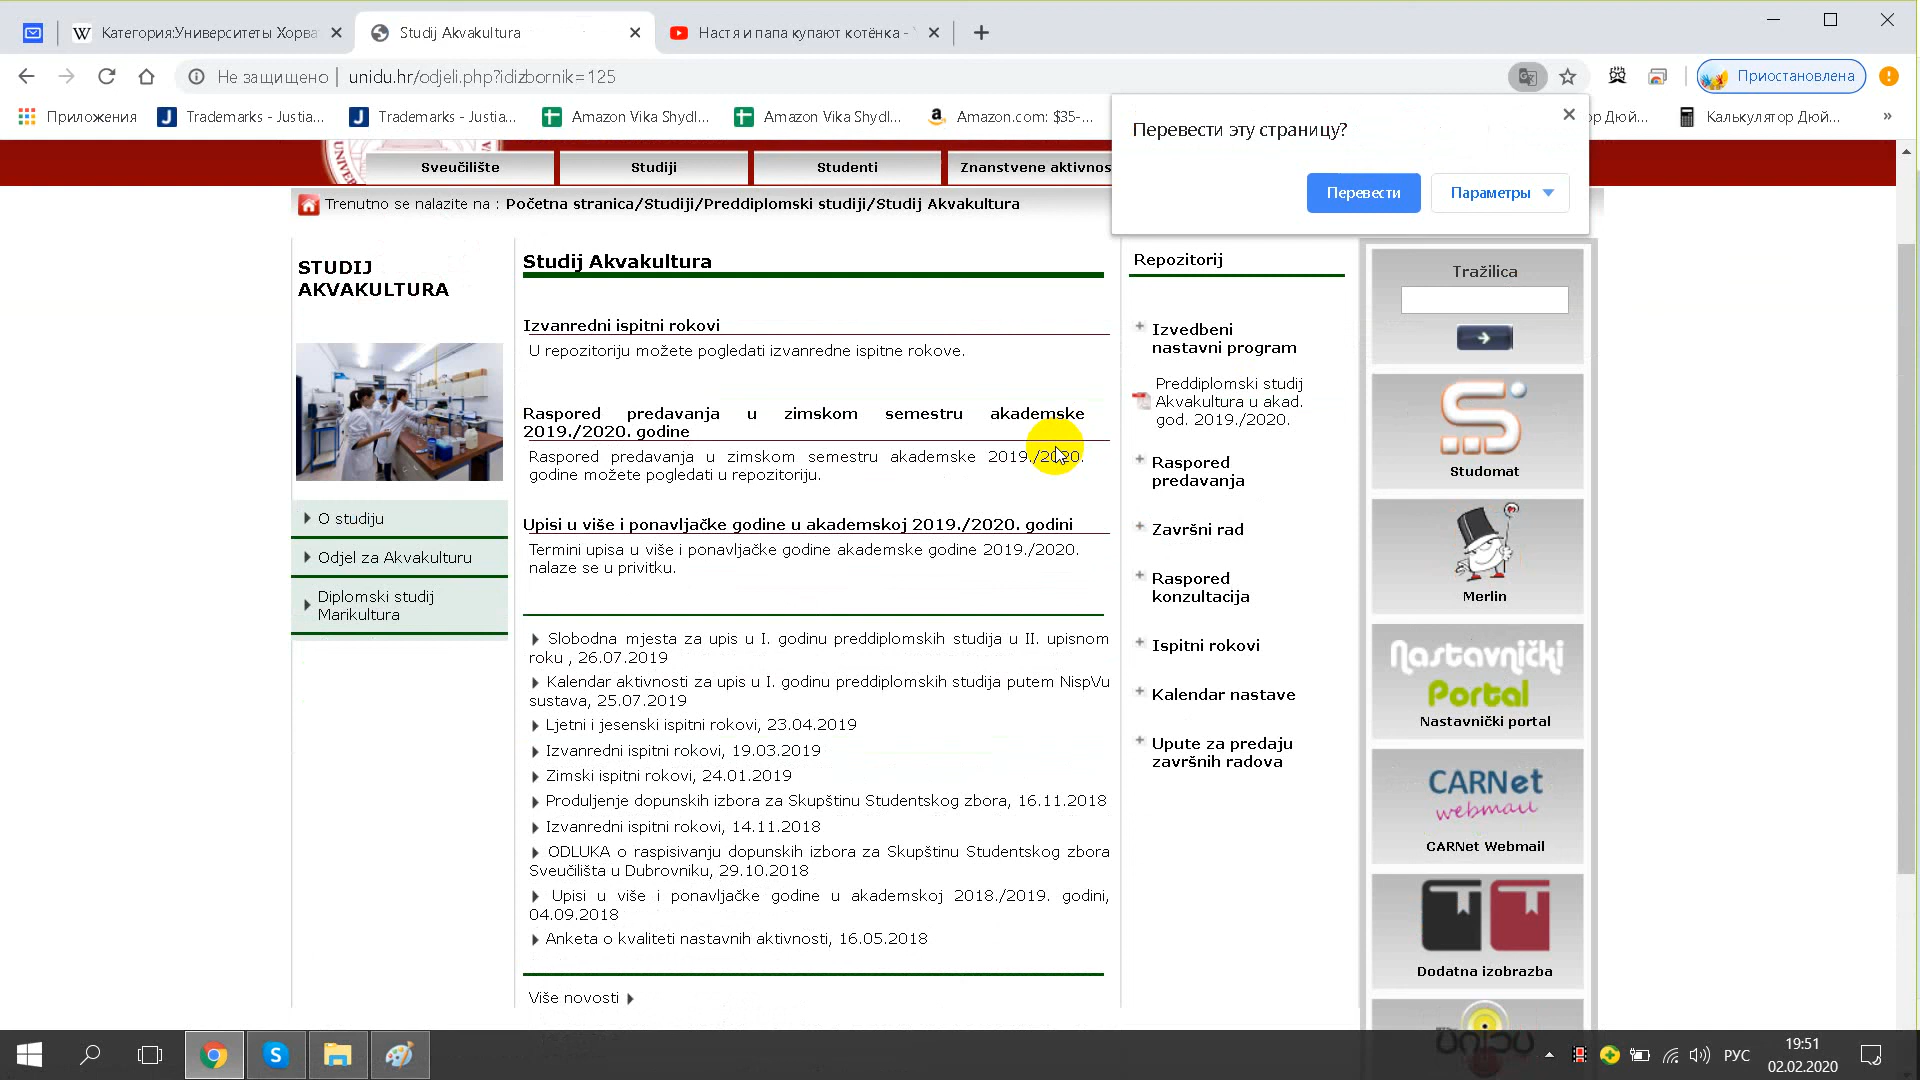 Категория:Университеты Хорва
Studij Akvakultura
Настя и папа купают котёнка -
Не защищено | unidu.hr/odjeli.php?idizbornik=125
Приостановлена
Приложения
Trademarks - Justia...
Trademarks - Justia...
Amazon Vika Shydl...
Amazon Vika Shydl...
Amazon.com: $35-...
ор Дюй...
Калькулятор Дюй...
»
Перевести эту страницу?
Перевести
Параметры
Sveučilište
Studiji
Studenti
Znanstvene aktivnos
Trenutno se nalazite na : Početna stranica/Studiji/Preddiplomski studiji/Studij Akvakultura
STUDIJ
AKVAKULTURA
O studiju
Odjel za Akvakulturu
Diplomski studij
Marikultura
Studij Akvakultura
Izvanredni ispitni rokovi
U repozitoriju možete pogledati izvanredne ispitne rokove.
Raspored predavanja u zimskom semestru akademske
2019./2020. godine
Raspored predavanja u zimskom semestru akademske 2019./2020.
godine možete pogledati u repozitoriju.
Upisi u više i ponavljačke godine u akademskoj 2019./2020. godini
Termini upisa u više i ponavljačke godine akademske godine 2019./2020.
nalaze se u privitku.
Slobodna mjesta za upis u I. godinu preddiplomskih studija u II. upisnom
roku , 26.07.2019
Kalendar aktivnosti za upis u I. godinu preddiplomskih studija putem NispVu
sustava, 25.07.2019
Ljetni i jesenski ispitni rokovi, 23.04.2019
Izvanredni ispitni rokovi, 19.03.2019
Zimski ispitni rokovi, 24.01.2019
Produljenje dopunskih izbora za Skupštinu Studentskog zbora, 16.11.2018
Izvanredni ispitni rokovi, 14.11.2018
ODLUKA o raspisivanju dopunskih izbora za Skupštinu Studentskog zbora
Sveučilišta u Dubrovniku, 29.10.2018
Upisi u više i ponavljačke godine u akademskoj 2018./2019. godini,
04.09.2018
Anketa o kvaliteti nastavnih aktivnosti, 16.05.2018
Više novosti
Repozitorij
Izvedbeni
nastavni program
Preddiplomski studij
Akvakultura u akad.
god. 2019./2020.
Raspored
predavanja
Završni rad
Raspored
konzultacija
Ispitni rokovi
Kalendar nastave
Upute za predaju
završnih radova
Tražilica
Studomat
Merlin
Nastavnički
Portal
Nastavnički portal
CARNet
webmail
CARNet Webmail
Dodatna izobrazba
РУС
19:51
02.02.2020